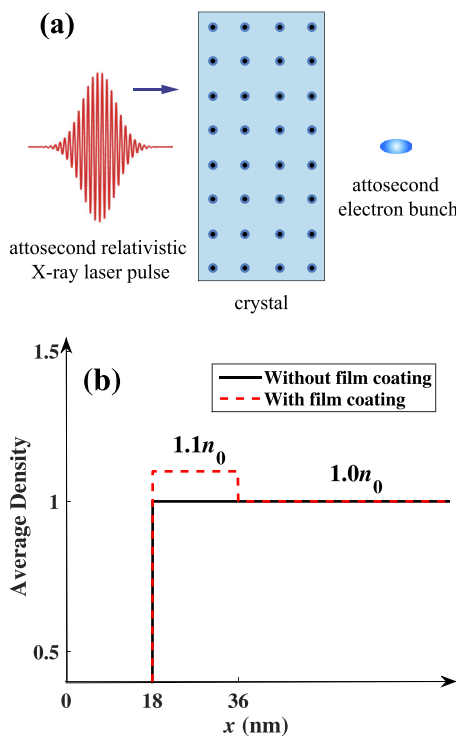 (a)
attosecond relativistic
X-ray laser pulse
crystal
attosecond
electron bunch
(b)
Without film coating
With film coating
1.1n₀
1.0n₀
Average Density
1.5
1
0.5
0
18
36
x (nm)